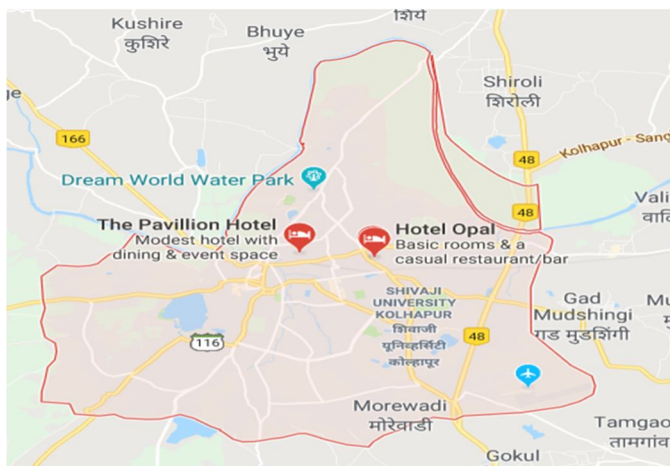 शिये
Kushire
कुशिरे
Bhuye
भुये
Shiroli
शिरोली
166
Kolhapur - Sang
48
Dream World Water Park
48
The Pavillion Hotel
Modest hotel with
dining & event space
Hotel Opal
Basic rooms & a
casual restaurant/bar
SHIVAJI
UNIVERSITY
KOLHAPUR
शिवाजी
यूनिव्हर्सिटी
कोल्हापूर
Gad
Mudshingi
गड मुडशिंगी
116
48
Morewadi
मोरेवाडी
Tamgao
तामगांव
Gokul